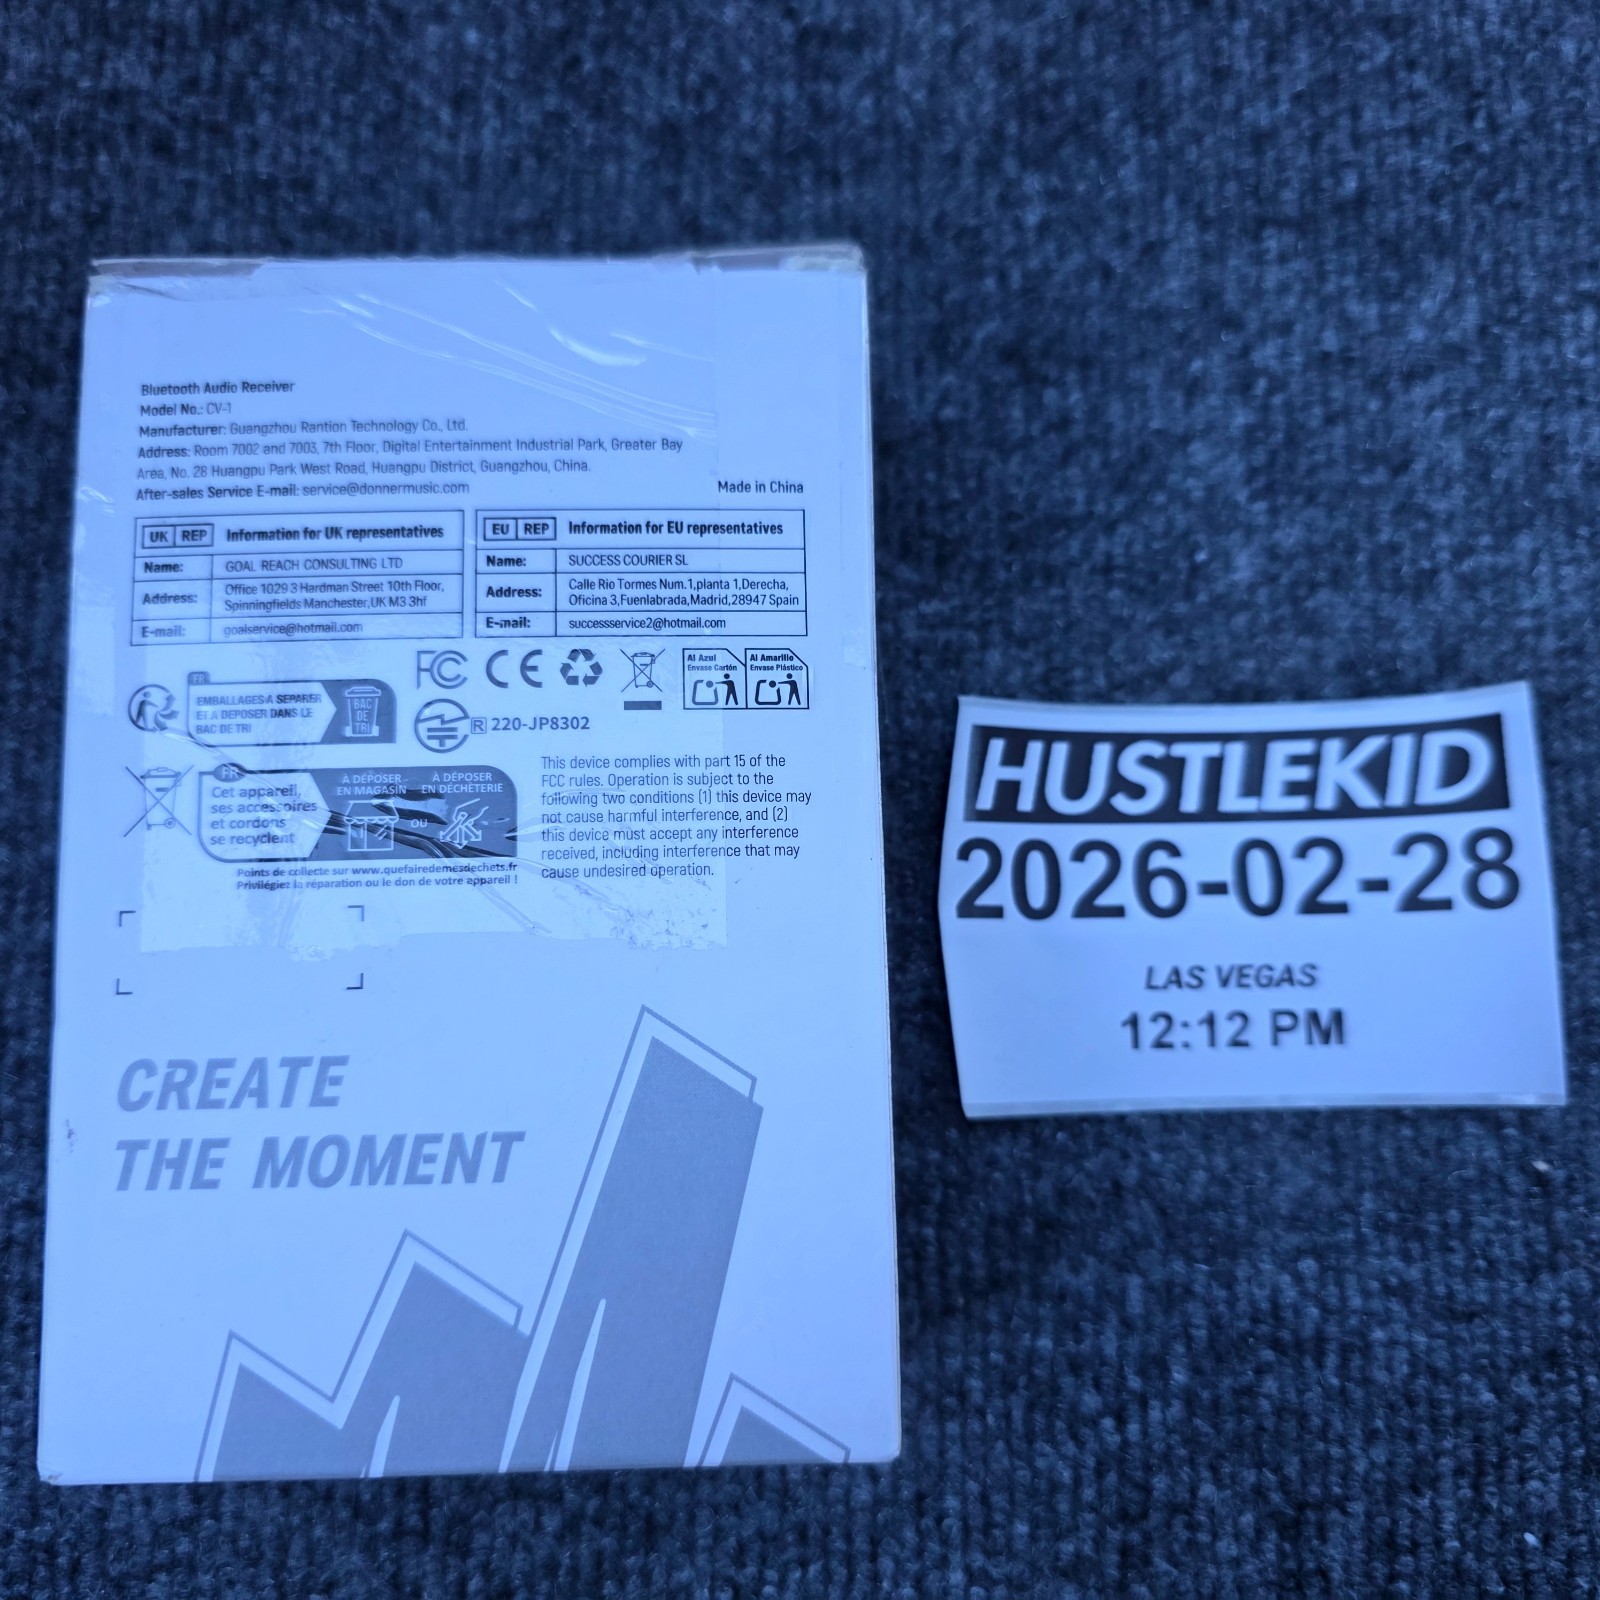 Bluetooth Audio Receiver
Model No.: CV-1
Manufacturer: Guangzhou Rantion Technology Co., Ltd.
Address: Room 7002 and 7003, 7th Floor, Digital Entertainment Industrial Park, Greater Bay
Area, No. 28 Huangpu Park West Road, Huangpu District, Guangzhou, China.
After-sales Service E-mail: service@donnermusic.com
Made in China
UK REP Information for UK representatives
Name: GOAL REACH CONSULTING LTD
Address: Office 1029 3 Hardman Street 10th Floor,
Spinningfields Manchester,UK M3 3hf
E-mail: goalservice@hotmail.com
EU REP Information for EU representatives
Name: SUCCESS COURIER SL
Address: Calle Rio Tormes Num.1,planta 1,Derecha,
Oficina 3,Fuenlabrada,Madrid,28947 Spain
E-mail: successservice2@hotmail.com
FR
EMBALLAGES À SÉPARER
ET À DÉPOSER DANS LE
BAC DE TRI
BAC
DE
TRI
FC CE
Al Azul
Envase Cartón
Al Amarillo
Envase Plástico
R 220-JP8302
FR
Cet appareil,
ses accessoires
et cordons
se recyclent
À DÉPOSER
EN MAGASIN
OU
À DÉPOSER
EN DÉCHÈTERIE
Points de collecte sur www.quefairedemesdechets.fr
Privilégiez la réparation ou le don de votre appareil !
This device complies with part 15 of the
FCC rules. Operation is subject to the
following two conditions (1) this device may
not cause harmful interference, and (2)
this device must accept any interference
received, including interference that may
cause undesired operation.
CREATE
THE MOMENT
HUSTLEKID
2026-02-28
LAS VEGAS
12:12 PM